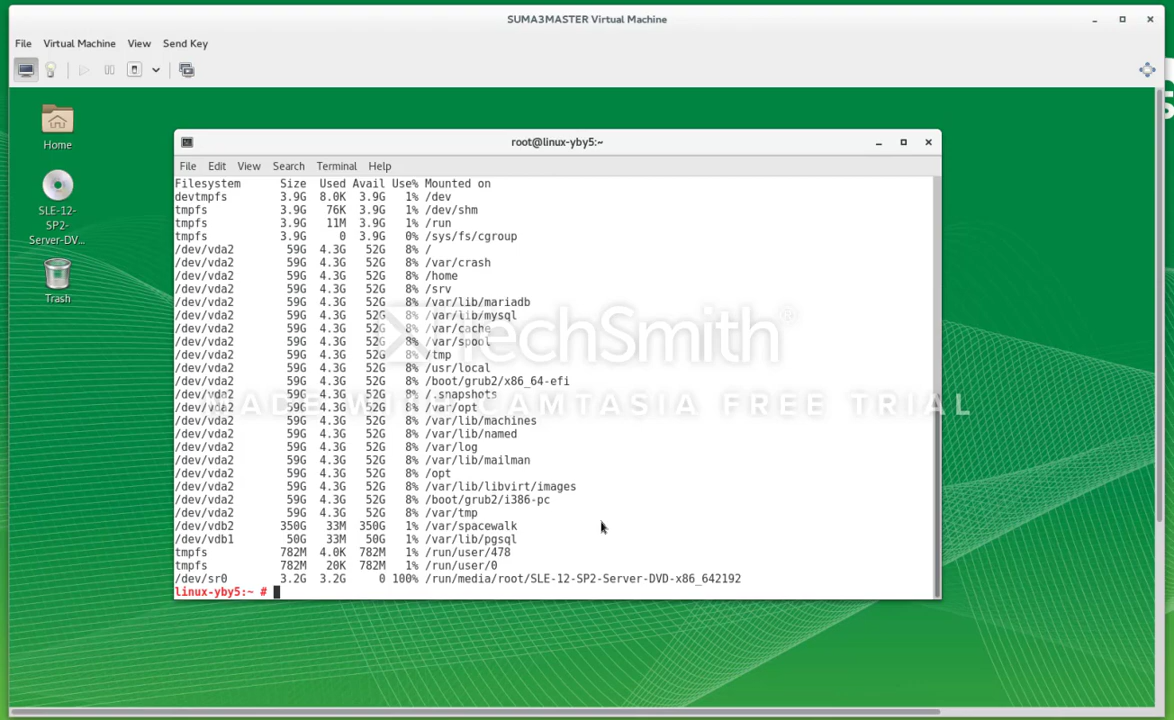 SUMA3MASTER Virtual Machine
File Virtual Machine View Send Key
Home
SLE-12-
SP2-
Server-DV...
Trash
root@linux-yby5:~
File Edit View Search Terminal Help
Filesystem Size Used Avail Use% Mounted on
devtmpfs 3.9G 8.0K 3.9G 1% /dev
tmpfs 3.9G 76K 3.9G 1% /dev/shm
tmpfs 3.9G 11M 3.9G 1% /run
tmpfs 3.9G 0 3.9G 0% /sys/fs/cgroup
/dev/vda2 59G 4.3G 52G 8% /
/dev/vda2 59G 4.3G 52G 8% /var/crash
/dev/vda2 59G 4.3G 52G 8% /home
/dev/vda2 59G 4.3G 52G 8% /srv
/dev/vda2 59G 4.3G 52G 8% /var/lib/mariadb
/dev/vda2 59G 4.3G 52G 8% /var/lib/mysql
/dev/vda2 59G 4.3G 52G 8% /var/cache
/dev/vda2 59G 4.3G 52G 8% /var/spool
/dev/vda2 59G 4.3G 52G 8% /tmp
/dev/vda2 59G 4.3G 52G 8% /usr/local
/dev/vda2 59G 4.3G 52G 8% /boot/grub2/x86_64-efi
/dev/vda2 59G 4.3G 52G 8% /.snapshots
/dev/vda2 59G 4.3G 52G 8% /var/opt
/dev/vda2 59G 4.3G 52G 8% /var/lib/machines
/dev/vda2 59G 4.3G 52G 8% /var/lib/named
/dev/vda2 59G 4.3G 52G 8% /var/log
/dev/vda2 59G 4.3G 52G 8% /var/lib/mailman
/dev/vda2 59G 4.3G 52G 8% /opt
/dev/vda2 59G 4.3G 52G 8% /var/lib/libvirt/images
/dev/vda2 59G 4.3G 52G 8% /boot/grub2/i386-pc
/dev/vda2 59G 4.3G 52G 8% /var/tmp
/dev/vdb2 350G 33M 350G 1% /var/spacewalk
/dev/vdb1 50G 33M 50G 1% /var/lib/pgsql
tmpfs 782M 4.0K 782M 1% /run/user/478
tmpfs 782M 20K 782M 1% /run/user/0
/dev/sr0 3.2G 3.2G 0 100% /run/media/root/SLE-12-SP2-Server-DVD-x86_642192
linux-yby5:~ #
TechSmith®
MADE WITH CAMTASIA FREE TRIAL